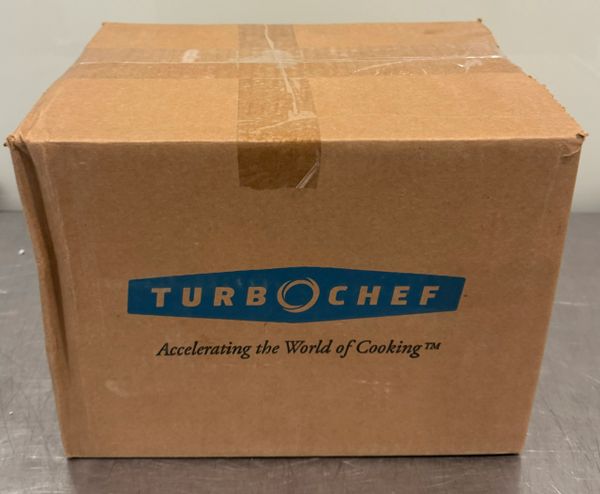 TURBOCHEF
Accelerating the World of Cooking™